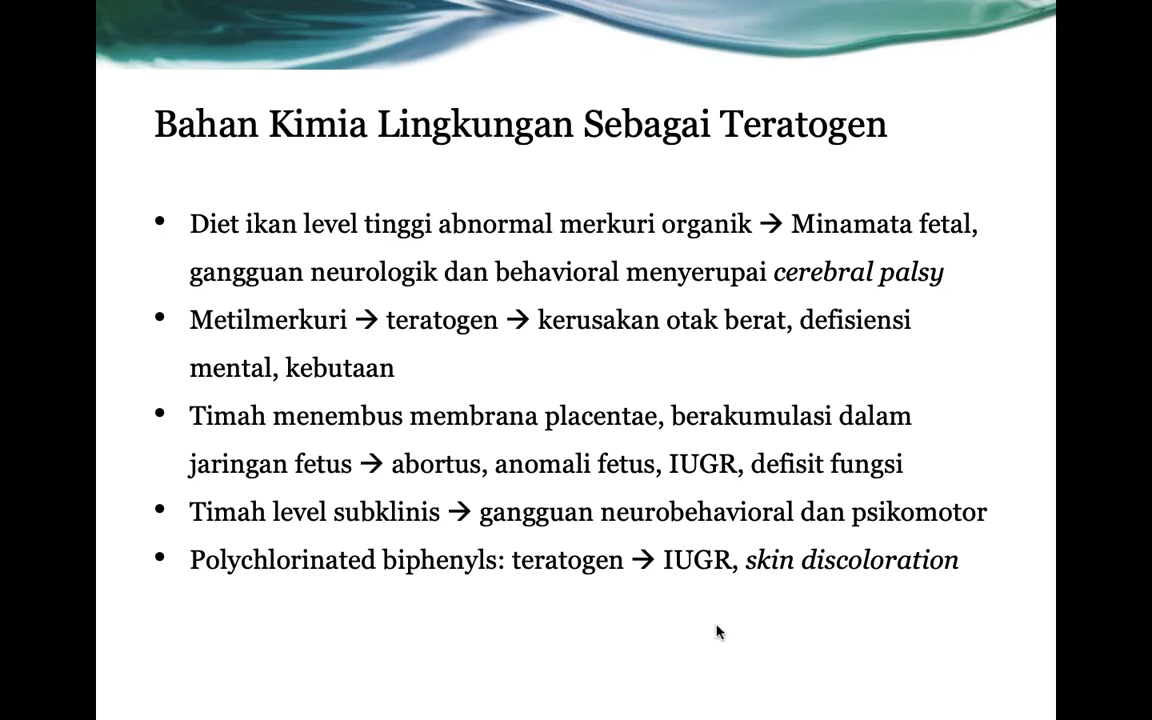 Bahan Kimia Lingkungan Sebagai Teratogen
• Diet ikan level tinggi abnormal merkuri organik → Minamata fetal,
gangguan neurologik dan behavioral menyerupai cerebral palsy
• Metilmerkuri → teratogen → kerusakan otak berat, defisiensi
mental, kebutaan
• Timah menembus membrana placentae, berakumulasi dalam
jaringan fetus → abortus, anomali fetus, IUGR, defisit fungsi
• Timah level subklinis → gangguan neurobehavioral dan psikomotor
• Polychlorinated biphenyls: teratogen → IUGR, skin discoloration